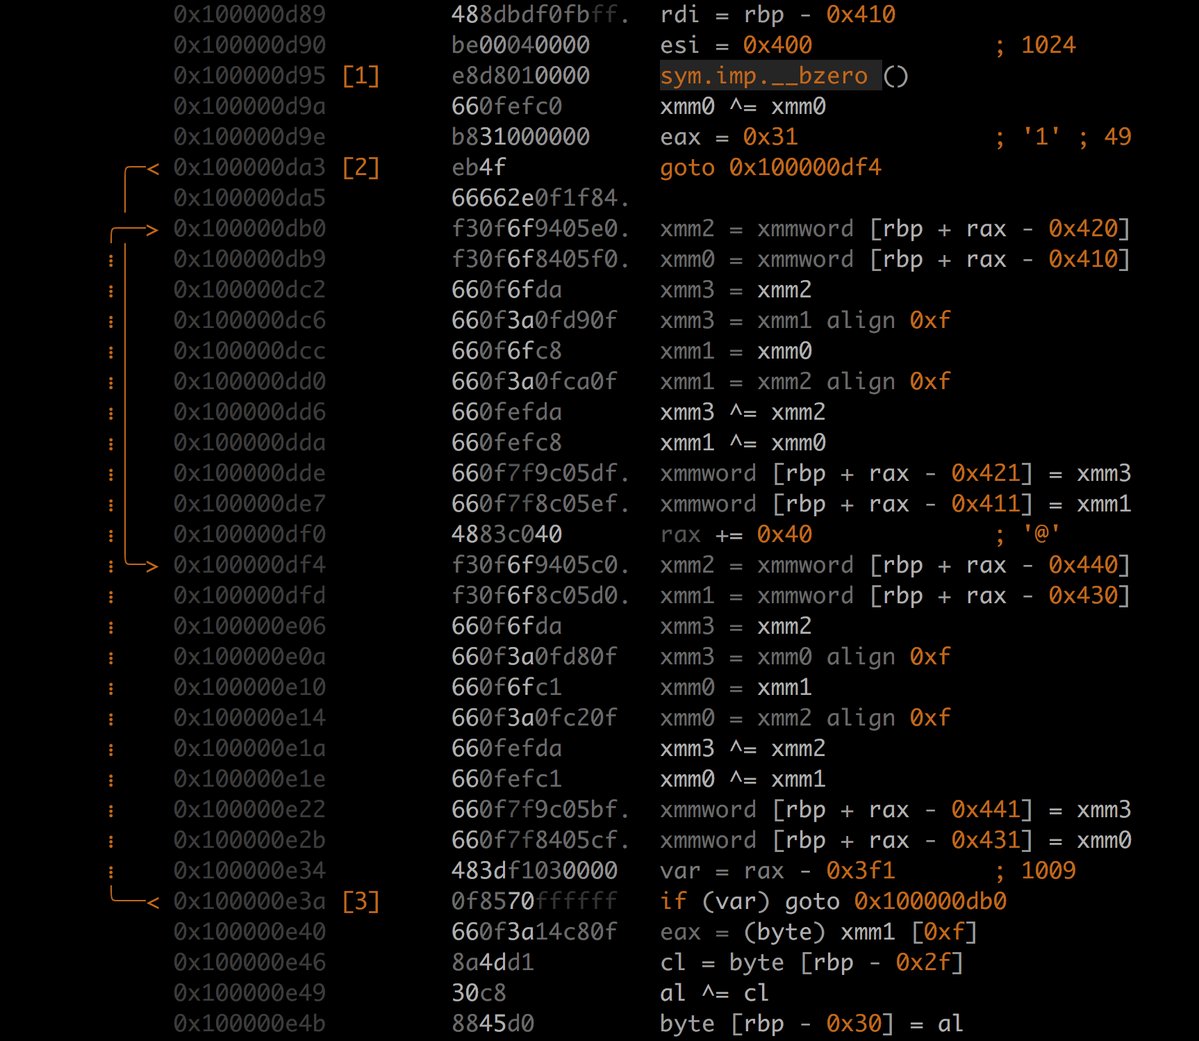 0x100000d89 488dbdf0fbff. rdi = rbp - 0x410
0x100000d90 be00040000 esi = 0x400 ; 1024
0x100000d95 [1] e8d8010000 sym.imp.__bzero ()
0x100000d9a 660fefc0 xmm0 ^= xmm0
0x100000d9e b831000000 eax = 0x31 ; '1' ; 49
0x100000da3 [2] eb4f goto 0x100000df4
0x100000da5 66662e0f1f84.
0x100000db0 f30f6f9405e0. xmm2 = xmmword [rbp + rax - 0x420]
0x100000db9 f30f6f8405f0. xmm0 = xmmword [rbp + rax - 0x410]
0x100000dc2 660f6fda xmm3 = xmm2
0x100000dc6 660f3a0fd90f xmm3 = xmm1 align 0xf
0x100000dcc 660f6fc8 xmm1 = xmm0
0x100000dd0 660f3a0fca0f xmm1 = xmm2 align 0xf
0x100000dd6 660fefda xmm3 ^= xmm2
0x100000dda 660fefc8 xmm1 ^= xmm0
0x100000dde 660f7f9c05df. xmmword [rbp + rax - 0x421] = xmm3
0x100000de7 660f7f8c05ef. xmmword [rbp + rax - 0x411] = xmm1
0x100000df0 4883c040 rax += 0x40 ; '@'
0x100000df4 f30f6f9405c0. xmm2 = xmmword [rbp + rax - 0x440]
0x100000dfd f30f6f8c05d0. xmm1 = xmmword [rbp + rax - 0x430]
0x100000e06 660f6fda xmm3 = xmm2
0x100000e0a 660f3a0fd80f xmm3 = xmm0 align 0xf
0x100000e10 660f6fc1 xmm0 = xmm1
0x100000e14 660f3a0fc20f xmm0 = xmm2 align 0xf
0x100000e1a 660fefda xmm3 ^= xmm2
0x100000e1e 660fefc1 xmm0 ^= xmm1
0x100000e22 660f7f9c05bf. xmmword [rbp + rax - 0x441] = xmm3
0x100000e2b 660f7f8405cf. xmmword [rbp + rax - 0x431] = xmm0
0x100000e34 483df1030000 var = rax - 0x3f1 ; 1009
0x100000e3a [3] 0f8570ffffff if (var) goto 0x100000db0
0x100000e40 660f3a14c80f eax = (byte) xmm1 [0xf]
0x100000e46 8a4dd1 cl = byte [rbp - 0x2f]
0x100000e49 30c8 al ^= cl
0x100000e4b 8845d0 byte [rbp - 0x30] = al